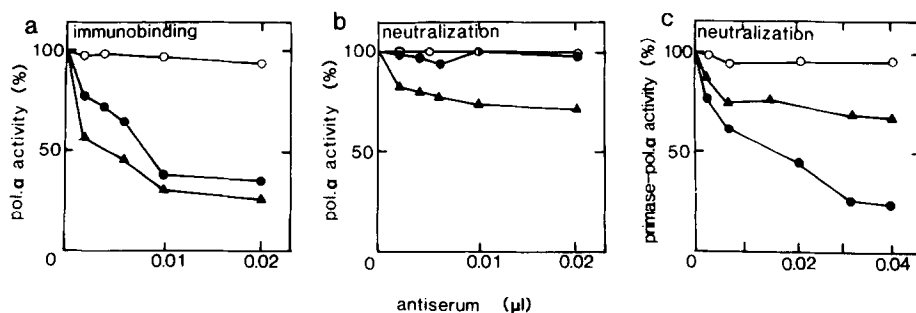 a immunobinding
pol.α activity (%)
100
50
0
0.01
0.02
b neutralization
pol.α activity (%)
100
50
0
0.01
0.02
c neutralization
primase-pol.α activity (%)
100
50
0
0.02
0.04
antiserum (μl)